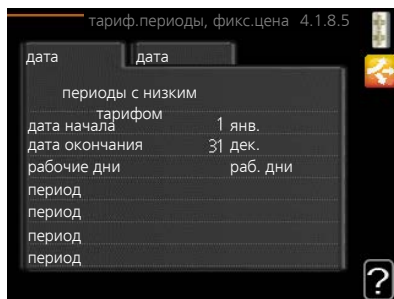 тариф.периоды, фикс.цена 4.1.8.5
дата дата
периоды с низким
тарифом
дата начала 1 янв.
дата окончания 31 дек.
рабочие дни раб. дни
период
период
период
период
?